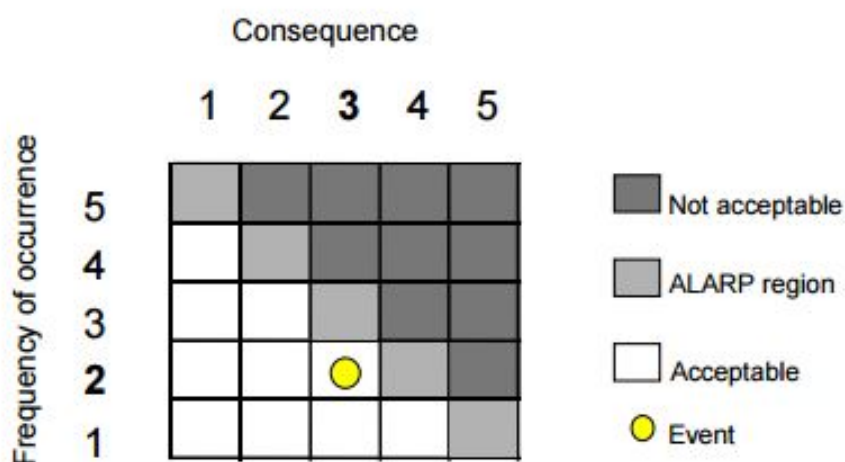 Consequence
1 2 3 4 5
Frequency of occurrence
5
4
3
2
1
Not acceptable
ALARP region
Acceptable
Event